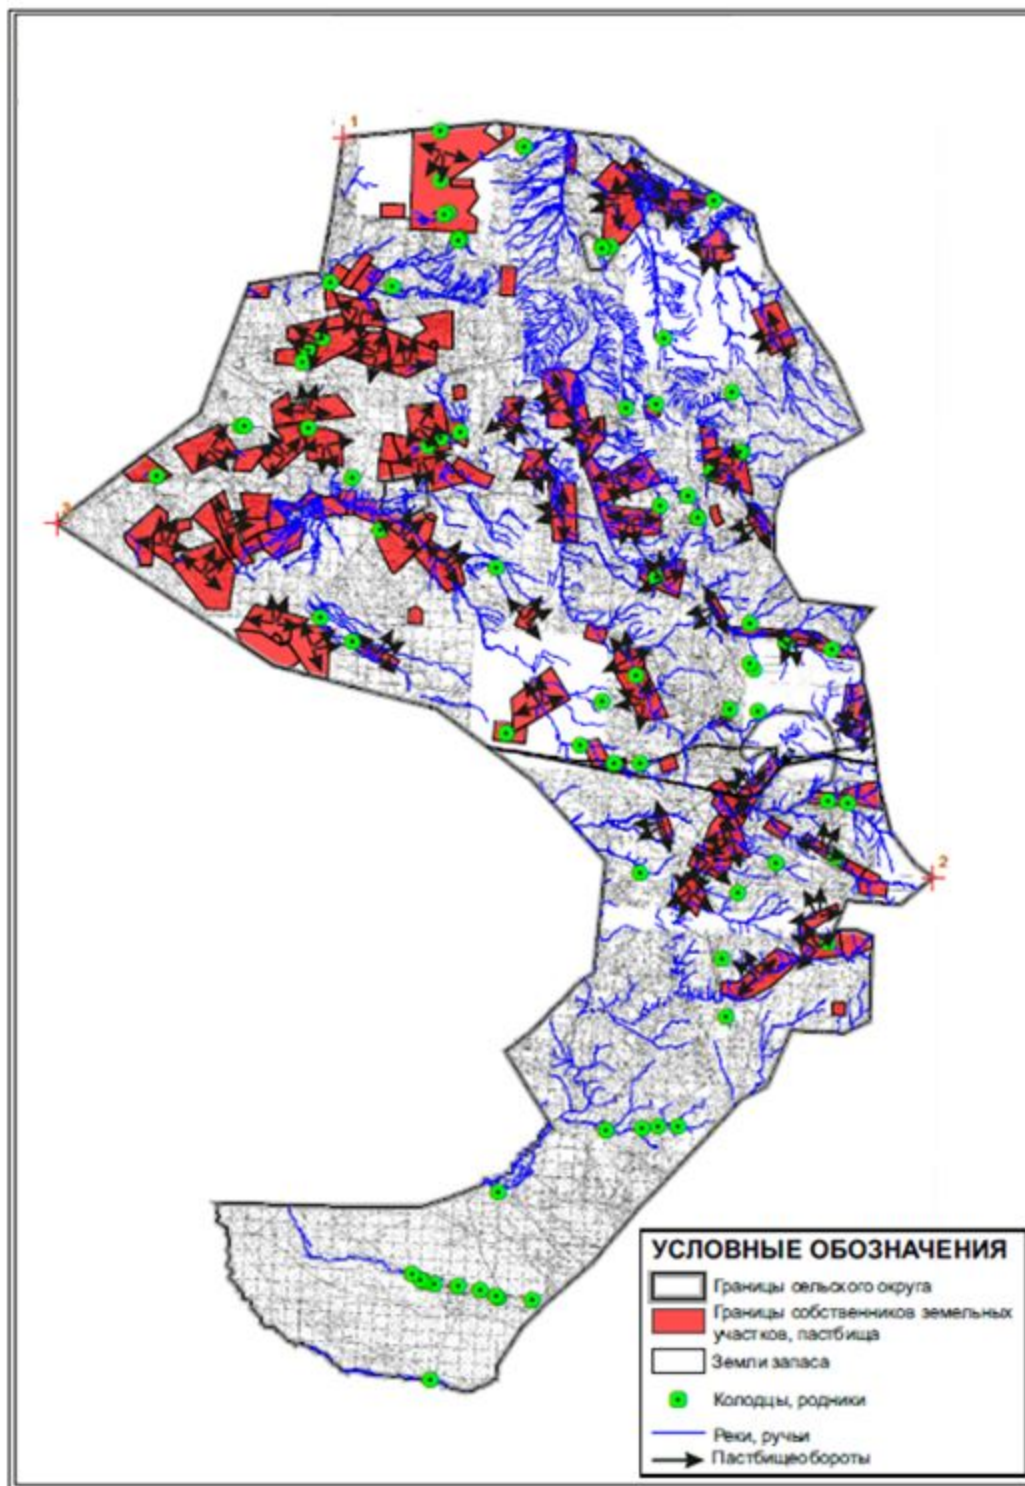 1
3
2
УСЛОВНЫЕ ОБОЗНАЧЕНИЯ
Границы сельского округа
Границы собственников земельных
участков, пастбища
Земли запаса
Колодцы, родники
Реки, ручьи
Пастбищеобороты